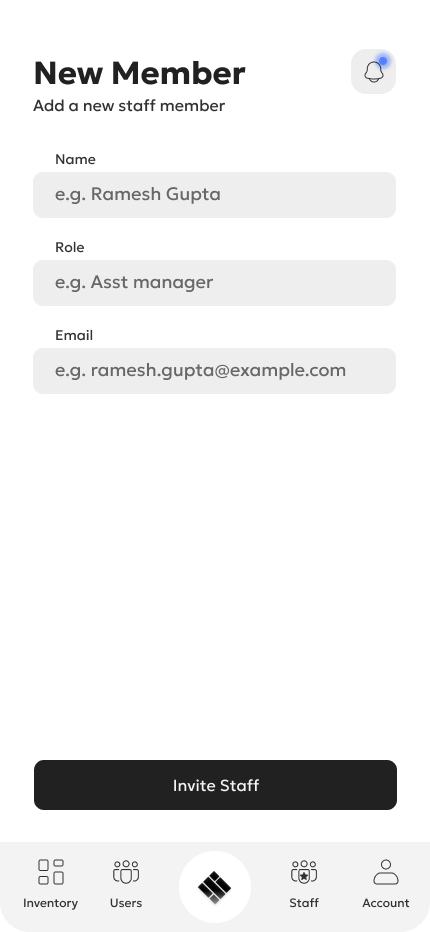 New Member
Add a new staff member
Name
e.g. Ramesh Gupta
Role
e.g. Asst manager
Email
e.g. ramesh.gupta@example.com
Invite Staff
Inventory
Users
Staff
Account